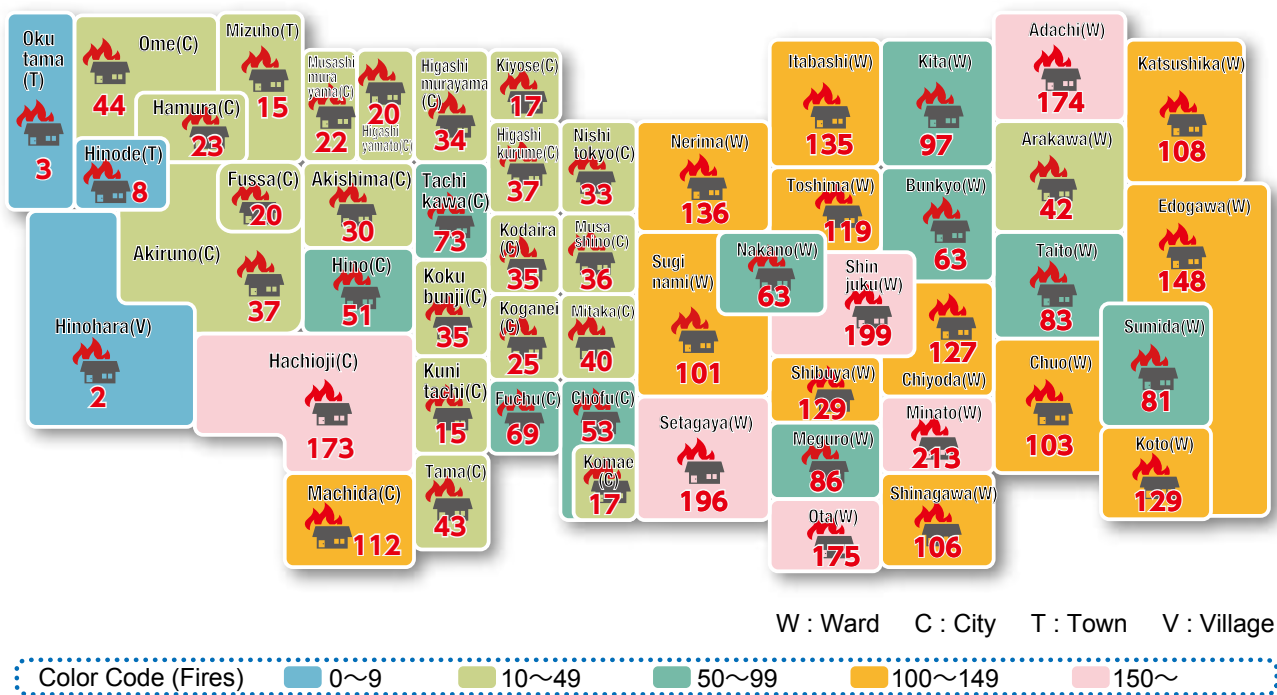 Oku
tama
(T)
3
Ome(C)
44
Mizuho(T)
15
Hamura(C)
23
Hinode(T)
8
Musashi
mura
yama(C)
22
20
Higashi
yamato(C)
Higashi
murayama
(C)
34
Kiyose(C)
17
Higashi
kurume(C)
37
Nishi
tokyo(C)
33
Fussa(C)
20
Akishima(C)
30
Tachi
kawa(C)
73
Akiruno(C)
37
Hino(C)
51
Kodaira
(C)
35
Musa
shino(C)
36
Koku
bunji(C)
35
Koganei
(C)
25
Mitaka(C)
40
Hinohara(V)
2
Hachioji(C)
173
Kuni
tachi(C)
15
Fuchu(C)
69
Chofu(C)
53
Komae
(C)
17
Machida(C)
112
Tama(C)
43
Nerima(W)
136
Itabashi(W)
135
Kita(W)
97
Adachi(W)
174
Katsushika(W)
108
Arakawa(W)
42
Toshima(W)
119
Bunkyo(W)
63
Edogawa(W)
148
Sugi
nami(W)
101
Nakano(W)
63
Shin
juku(W)
199
Taito(W)
83
127
Chiyoda(W)
Sumida(W)
81
Shibuya(W)
129
Chuo(W)
103
Setagaya(W)
196
Meguro(W)
86
Minato(W)
213
Koto(W)
129
Ota(W)
175
Shinagawa(W)
106
W : Ward C : City T : Town V : Village
Color Code (Fires) 0～9 10～49 50～99 100～149 150～